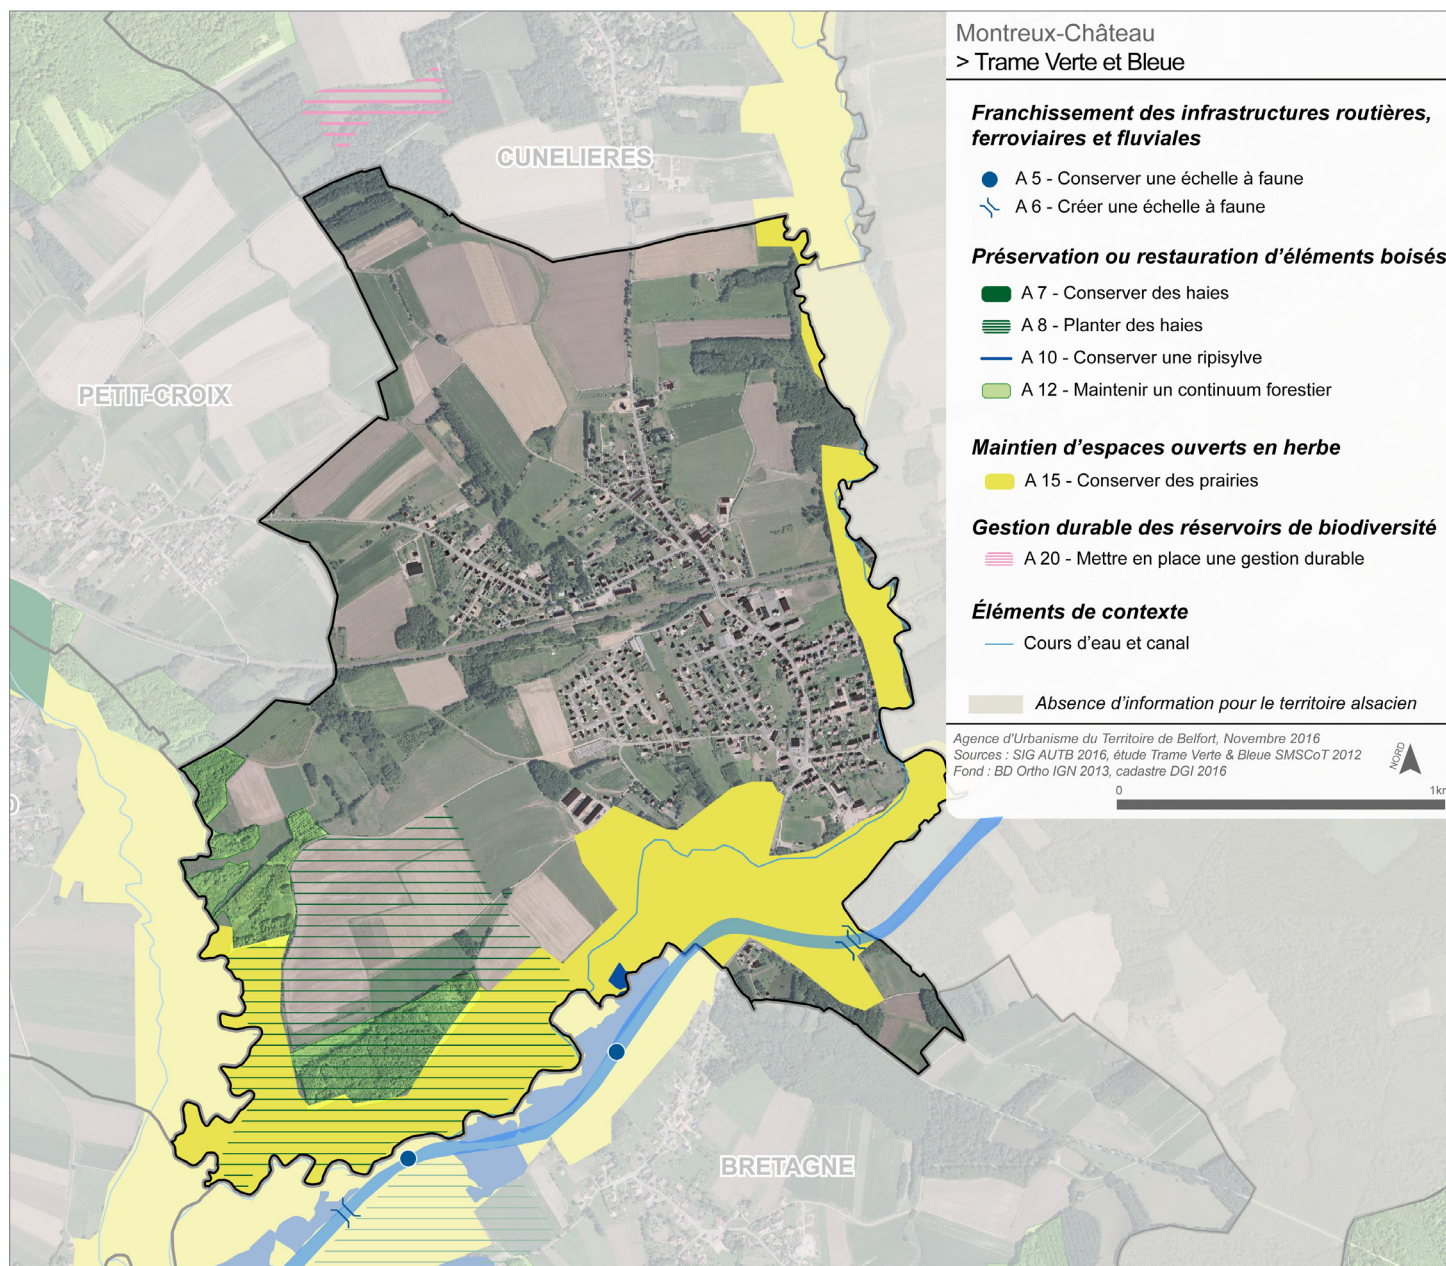 Montreux-Château
> Trame Verte et Bleue
Franchissement des infrastructures routières,
ferroviaires et fluviales
A 5 - Conserver une échelle à faune
A 6 - Créer une échelle à faune
Préservation ou restauration d'éléments boisés
A 7 - Conserver des haies
A 8 - Planter des haies
A 10 - Conserver une ripisylve
A 12 - Maintenir un continuum forestier
Maintien d'espaces ouverts en herbe
A 15 - Conserver des prairies
Gestion durable des réservoirs de biodiversité
A 20 - Mettre en place une gestion durable
Éléments de contexte
Cours d'eau et canal
Absence d'information pour le territoire alsacien
Agence d'Urbanisme du Territoire de Belfort, Novembre 2016
Sources : SIG AUTB 2016, étude Trame Verte & Bleue SMSCoT 2012
Fond : BD Ortho IGN 2013, cadastre DGI 2016
NORD
0 1km
CUNELIERES
PETIT-CROIX
BRETAGNE